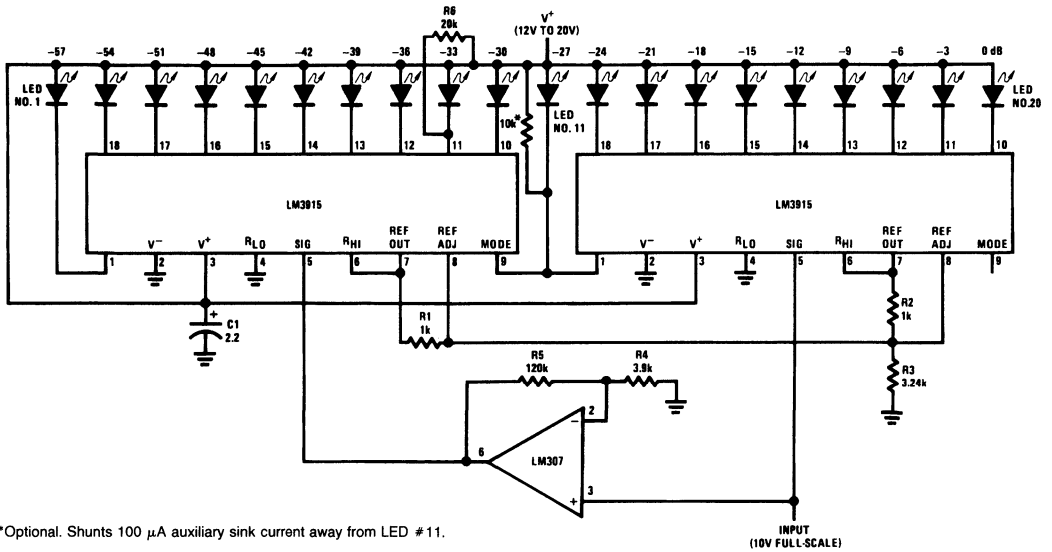 R6
20k
V+
(12V TO 20V)
-57 -54 -51 -48 -45 -42 -39 -36 -33 -30 -27 -24 -21 -18 -15 -12 -9 -6 -3 0 dB
LED
NO. 1
10k*
LED
NO. 11
LED
NO.20
18 17 16 15 14 13 12 11 10
LM3915
V− V+ RLO SIG RHI REF OUT REF ADJ MODE
1 2 3 4 5 6 7 8 9
18 17 16 15 14 13 12 11 10
LM3915
V− V+ RLO SIG RHI REF OUT REF ADJ MODE
1 2 3 4 5 6 7 8 9
+
C1
2.2
R1
1k
R2
1k
R3
3.24k
R5
120k
R4
3.9k
2
−
6
LM307
+
3
INPUT
(10V FULL-SCALE)
*Optional. Shunts 100 μA auxiliary sink current away from LED #11.